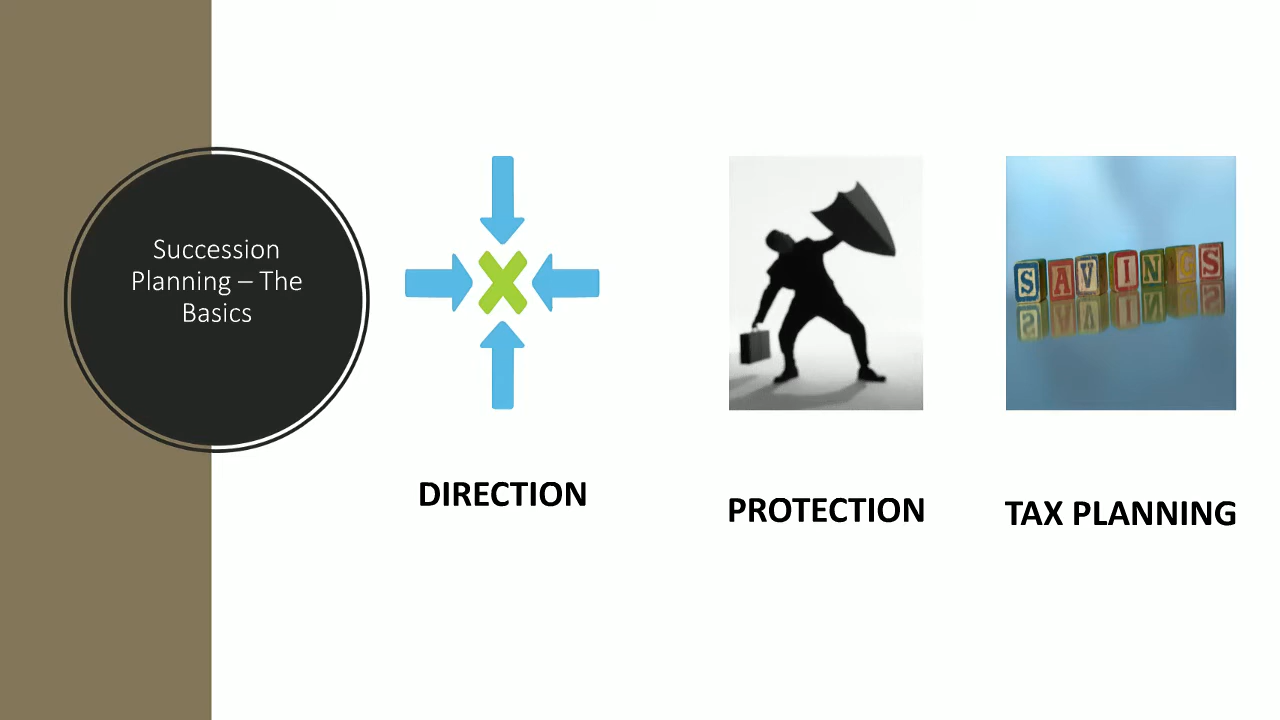 Succession
Planning – The
Basics
SAVINGS
DIRECTION
PROTECTION
TAX PLANNING